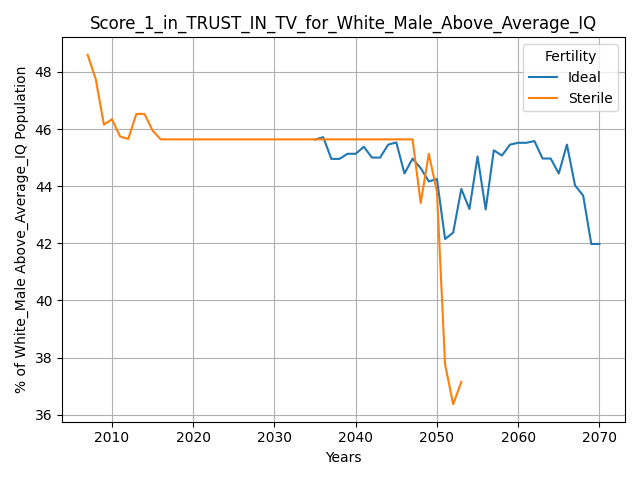 Score_1_in_TRUST_IN_TV_for_White_Male_Above_Average_IQ
Fertility
Ideal
Sterile
% of White_Male Above_Average_IQ Population
48
46
44
42
40
38
36
2010 2020 2030 2040 2050 2060 2070
Years